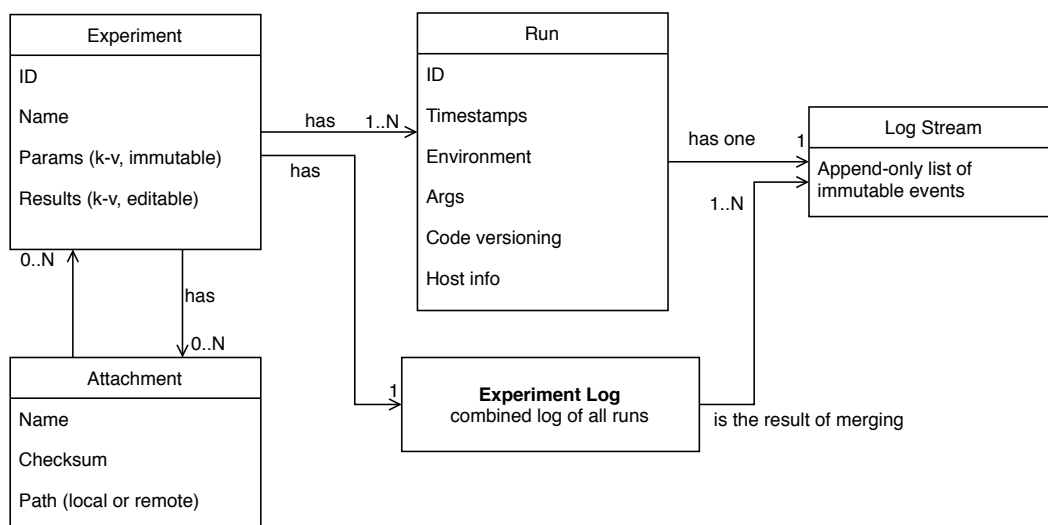 Experiment
ID
Name
Params (k-v, immutable)
Results (k-v, editable)
has
1..N
has
Run
ID
Timestamps
Environment
Args
Code versioning
Host info
has one
1
1..N
Log Stream
Append-only list of
immutable events
0..N
has
0..N
Attachment
Name
Checksum
Path (local or remote)
1
Experiment Log
combined log of all runs
is the result of merging